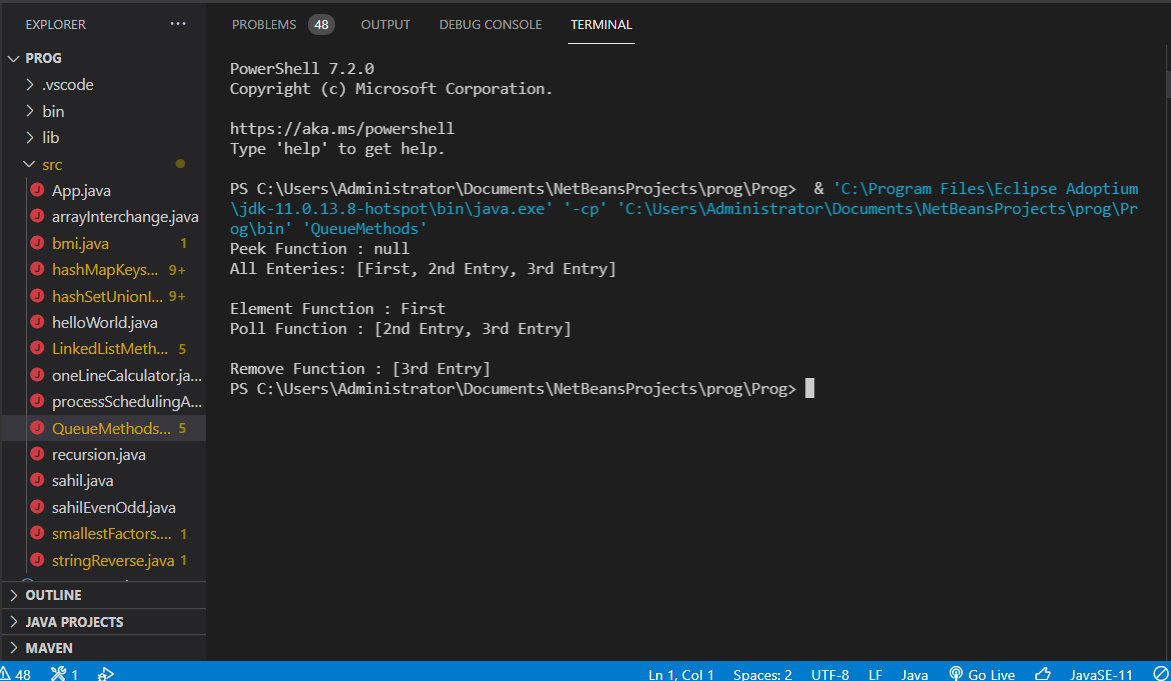 EXPLORER ...
PROG
.vscode
bin
lib
src
App.java
arrayInterchange.java
bmi.java 1
hashMapKeys... 9+
hashSetUnionI... 9+
helloWorld.java
LinkedListMeth... 5
oneLineCalculator.ja...
processSchedulingA...
QueueMethods... 5
recursion.java
sahil.java
sahilEvenOdd.java
smallestFactors.... 1
stringReverse.java 1
OUTLINE
JAVA PROJECTS
MAVEN
PROBLEMS 48 OUTPUT DEBUG CONSOLE TERMINAL
PowerShell 7.2.0
Copyright (c) Microsoft Corporation.
https://aka.ms/powershell
Type 'help' to get help.
PS C:\Users\Administrator\Documents\NetBeansProjects\prog\Prog>  & 'C:\Program Files\Eclipse Adoptium
\jdk-11.0.13.8-hotspot\bin\java.exe' '-cp' 'C:\Users\Administrator\Documents\NetBeansProjects\prog\Pr
og\bin' 'QueueMethods'
Peek Function : null
All Enteries: [First, 2nd Entry, 3rd Entry]
Element Function : First
Poll Function : [2nd Entry, 3rd Entry]
Remove Function : [3rd Entry]
PS C:\Users\Administrator\Documents\NetBeansProjects\prog\Prog>
48 1 Ln 1, Col 1 Spaces: 2 UTF-8 LF Java Go Live JavaSE-11